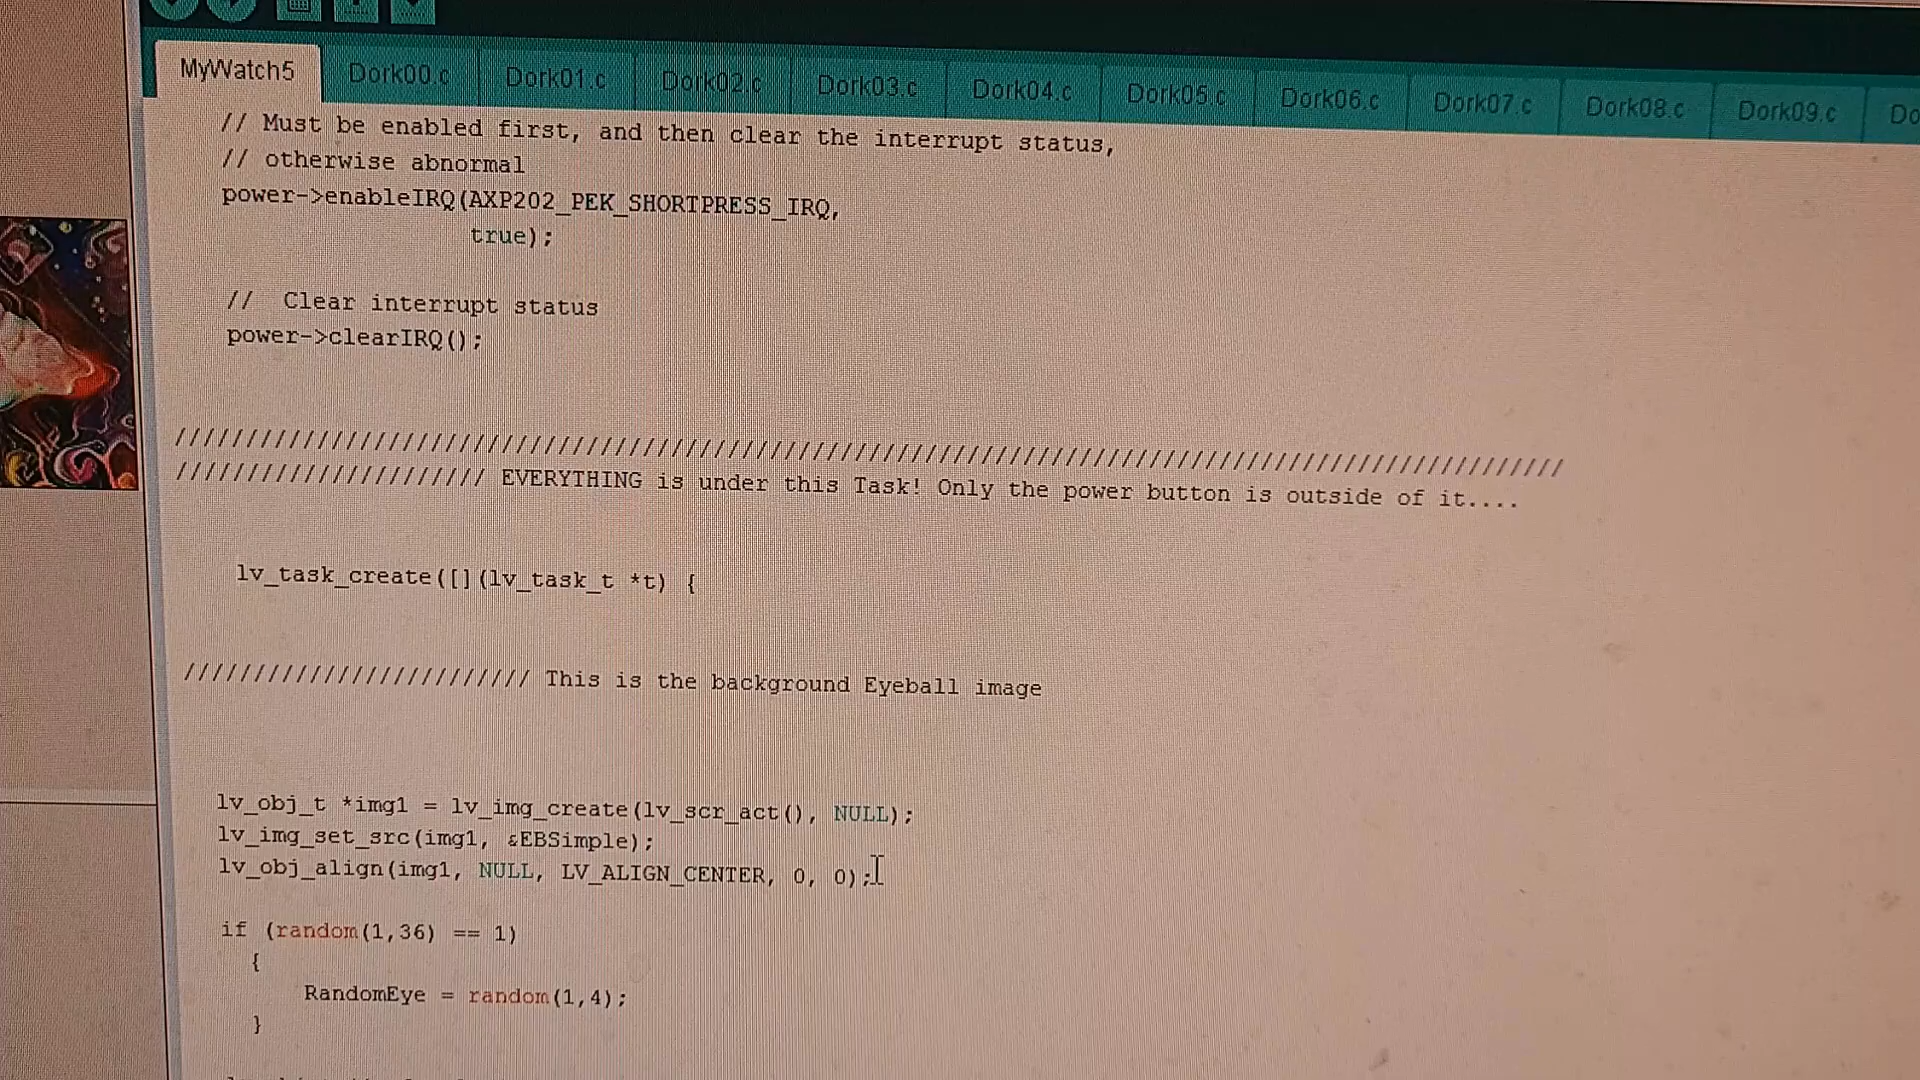 MyWatch5 Dork00.c Dork01.c Dork02.c Dork03.c Dork04.c Dork05.c Dork06.c Dork07.c Dork08.c Dork09.c Do
// Must be enabled first, and then clear the interrupt status,
// otherwise abnormal
power->enableIRQ(AXP202_PEK_SHORTPRESS_IRQ,
true);
//  Clear interrupt status
power->clearIRQ();
///////////////////////////////////////////////////////////////////////////////////////////////////
////////////////////// EVERYTHING is under this Task! Only the power button is outside of it....
lv_task_create([](lv_task_t *t) {
///////////////////////// This is the background Eyeball image
lv_obj_t *img1 = lv_img_create(lv_scr_act(), NULL);
lv_img_set_src(img1, &EBSimple);
lv_obj_align(img1, NULL, LV_ALIGN_CENTER, 0, 0);
if (random(1,36) == 1)
{
RandomEye = random(1,4);
}